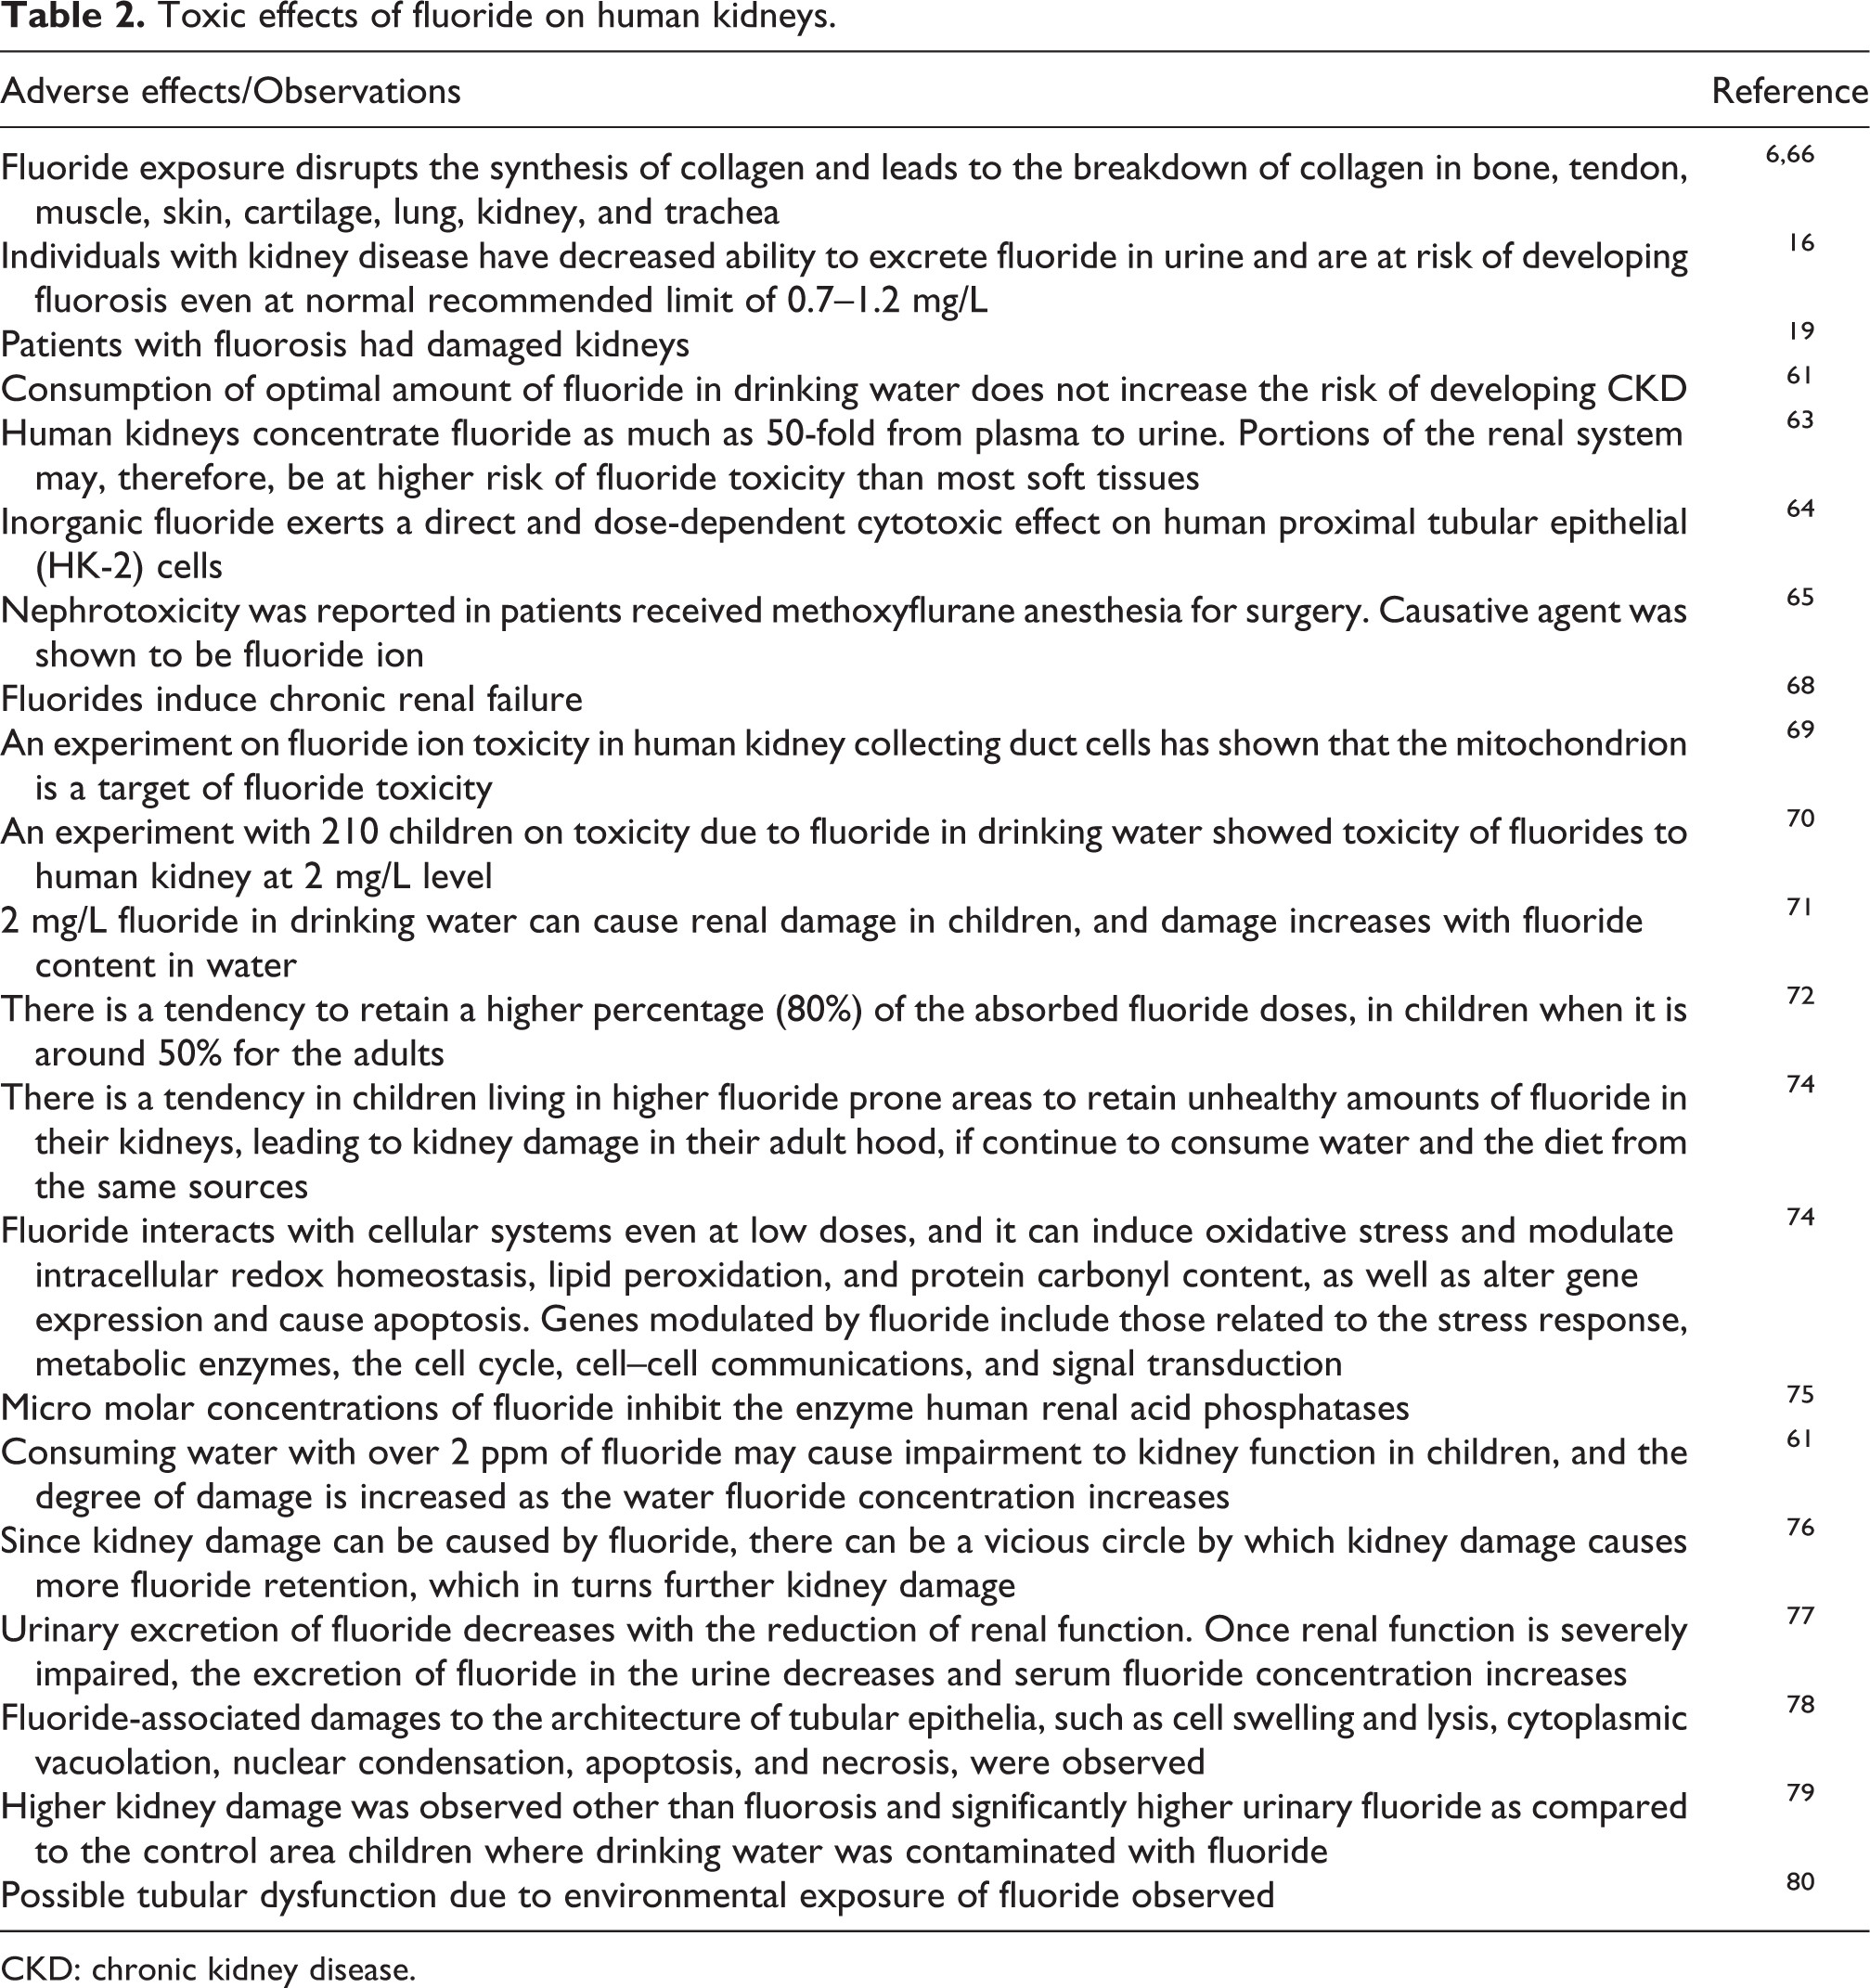 Table 2. Toxic effects of fluoride on human kidneys.
Adverse effects/Observations Reference
Fluoride exposure disrupts the synthesis of collagen and leads to the breakdown of collagen in bone, tendon, 6,66
muscle, skin, cartilage, lung, kidney, and trachea
Individuals with kidney disease have decreased ability to excrete fluoride in urine and are at risk of developing 16
fluorosis even at normal recommended limit of 0.7–1.2 mg/L
Patients with fluorosis had damaged kidneys 19
Consumption of optimal amount of fluoride in drinking water does not increase the risk of developing CKD 61
Human kidneys concentrate fluoride as much as 50-fold from plasma to urine. Portions of the renal system 63
may, therefore, be at higher risk of fluoride toxicity than most soft tissues
Inorganic fluoride exerts a direct and dose-dependent cytotoxic effect on human proximal tubular epithelial 64
(HK-2) cells
Nephrotoxicity was reported in patients received methoxyflurane anesthesia for surgery. Causative agent was 65
shown to be fluoride ion
Fluorides induce chronic renal failure 68
An experiment on fluoride ion toxicity in human kidney collecting duct cells has shown that the mitochondrion 69
is a target of fluoride toxicity
An experiment with 210 children on toxicity due to fluoride in drinking water showed toxicity of fluorides to 70
human kidney at 2 mg/L level
2 mg/L fluoride in drinking water can cause renal damage in children, and damage increases with fluoride 71
content in water
There is a tendency to retain a higher percentage (80%) of the absorbed fluoride doses, in children when it is 72
around 50% for the adults
There is a tendency in children living in higher fluoride prone areas to retain unhealthy amounts of fluoride in 74
their kidneys, leading to kidney damage in their adult hood, if continue to consume water and the diet from
the same sources
Fluoride interacts with cellular systems even at low doses, and it can induce oxidative stress and modulate 74
intracellular redox homeostasis, lipid peroxidation, and protein carbonyl content, as well as alter gene
expression and cause apoptosis. Genes modulated by fluoride include those related to the stress response,
metabolic enzymes, the cell cycle, cell–cell communications, and signal transduction
Micro molar concentrations of fluoride inhibit the enzyme human renal acid phosphatases 75
Consuming water with over 2 ppm of fluoride may cause impairment to kidney function in children, and the 61
degree of damage is increased as the water fluoride concentration increases
Since kidney damage can be caused by fluoride, there can be a vicious circle by which kidney damage causes 76
more fluoride retention, which in turns further kidney damage
Urinary excretion of fluoride decreases with the reduction of renal function. Once renal function is severely 77
impaired, the excretion of fluoride in the urine decreases and serum fluoride concentration increases
Fluoride-associated damages to the architecture of tubular epithelia, such as cell swelling and lysis, cytoplasmic 78
vacuolation, nuclear condensation, apoptosis, and necrosis, were observed
Higher kidney damage was observed other than fluorosis and significantly higher urinary fluoride as compared 79
to the control area children where drinking water was contaminated with fluoride
Possible tubular dysfunction due to environmental exposure of fluoride observed 80
CKD: chronic kidney disease.